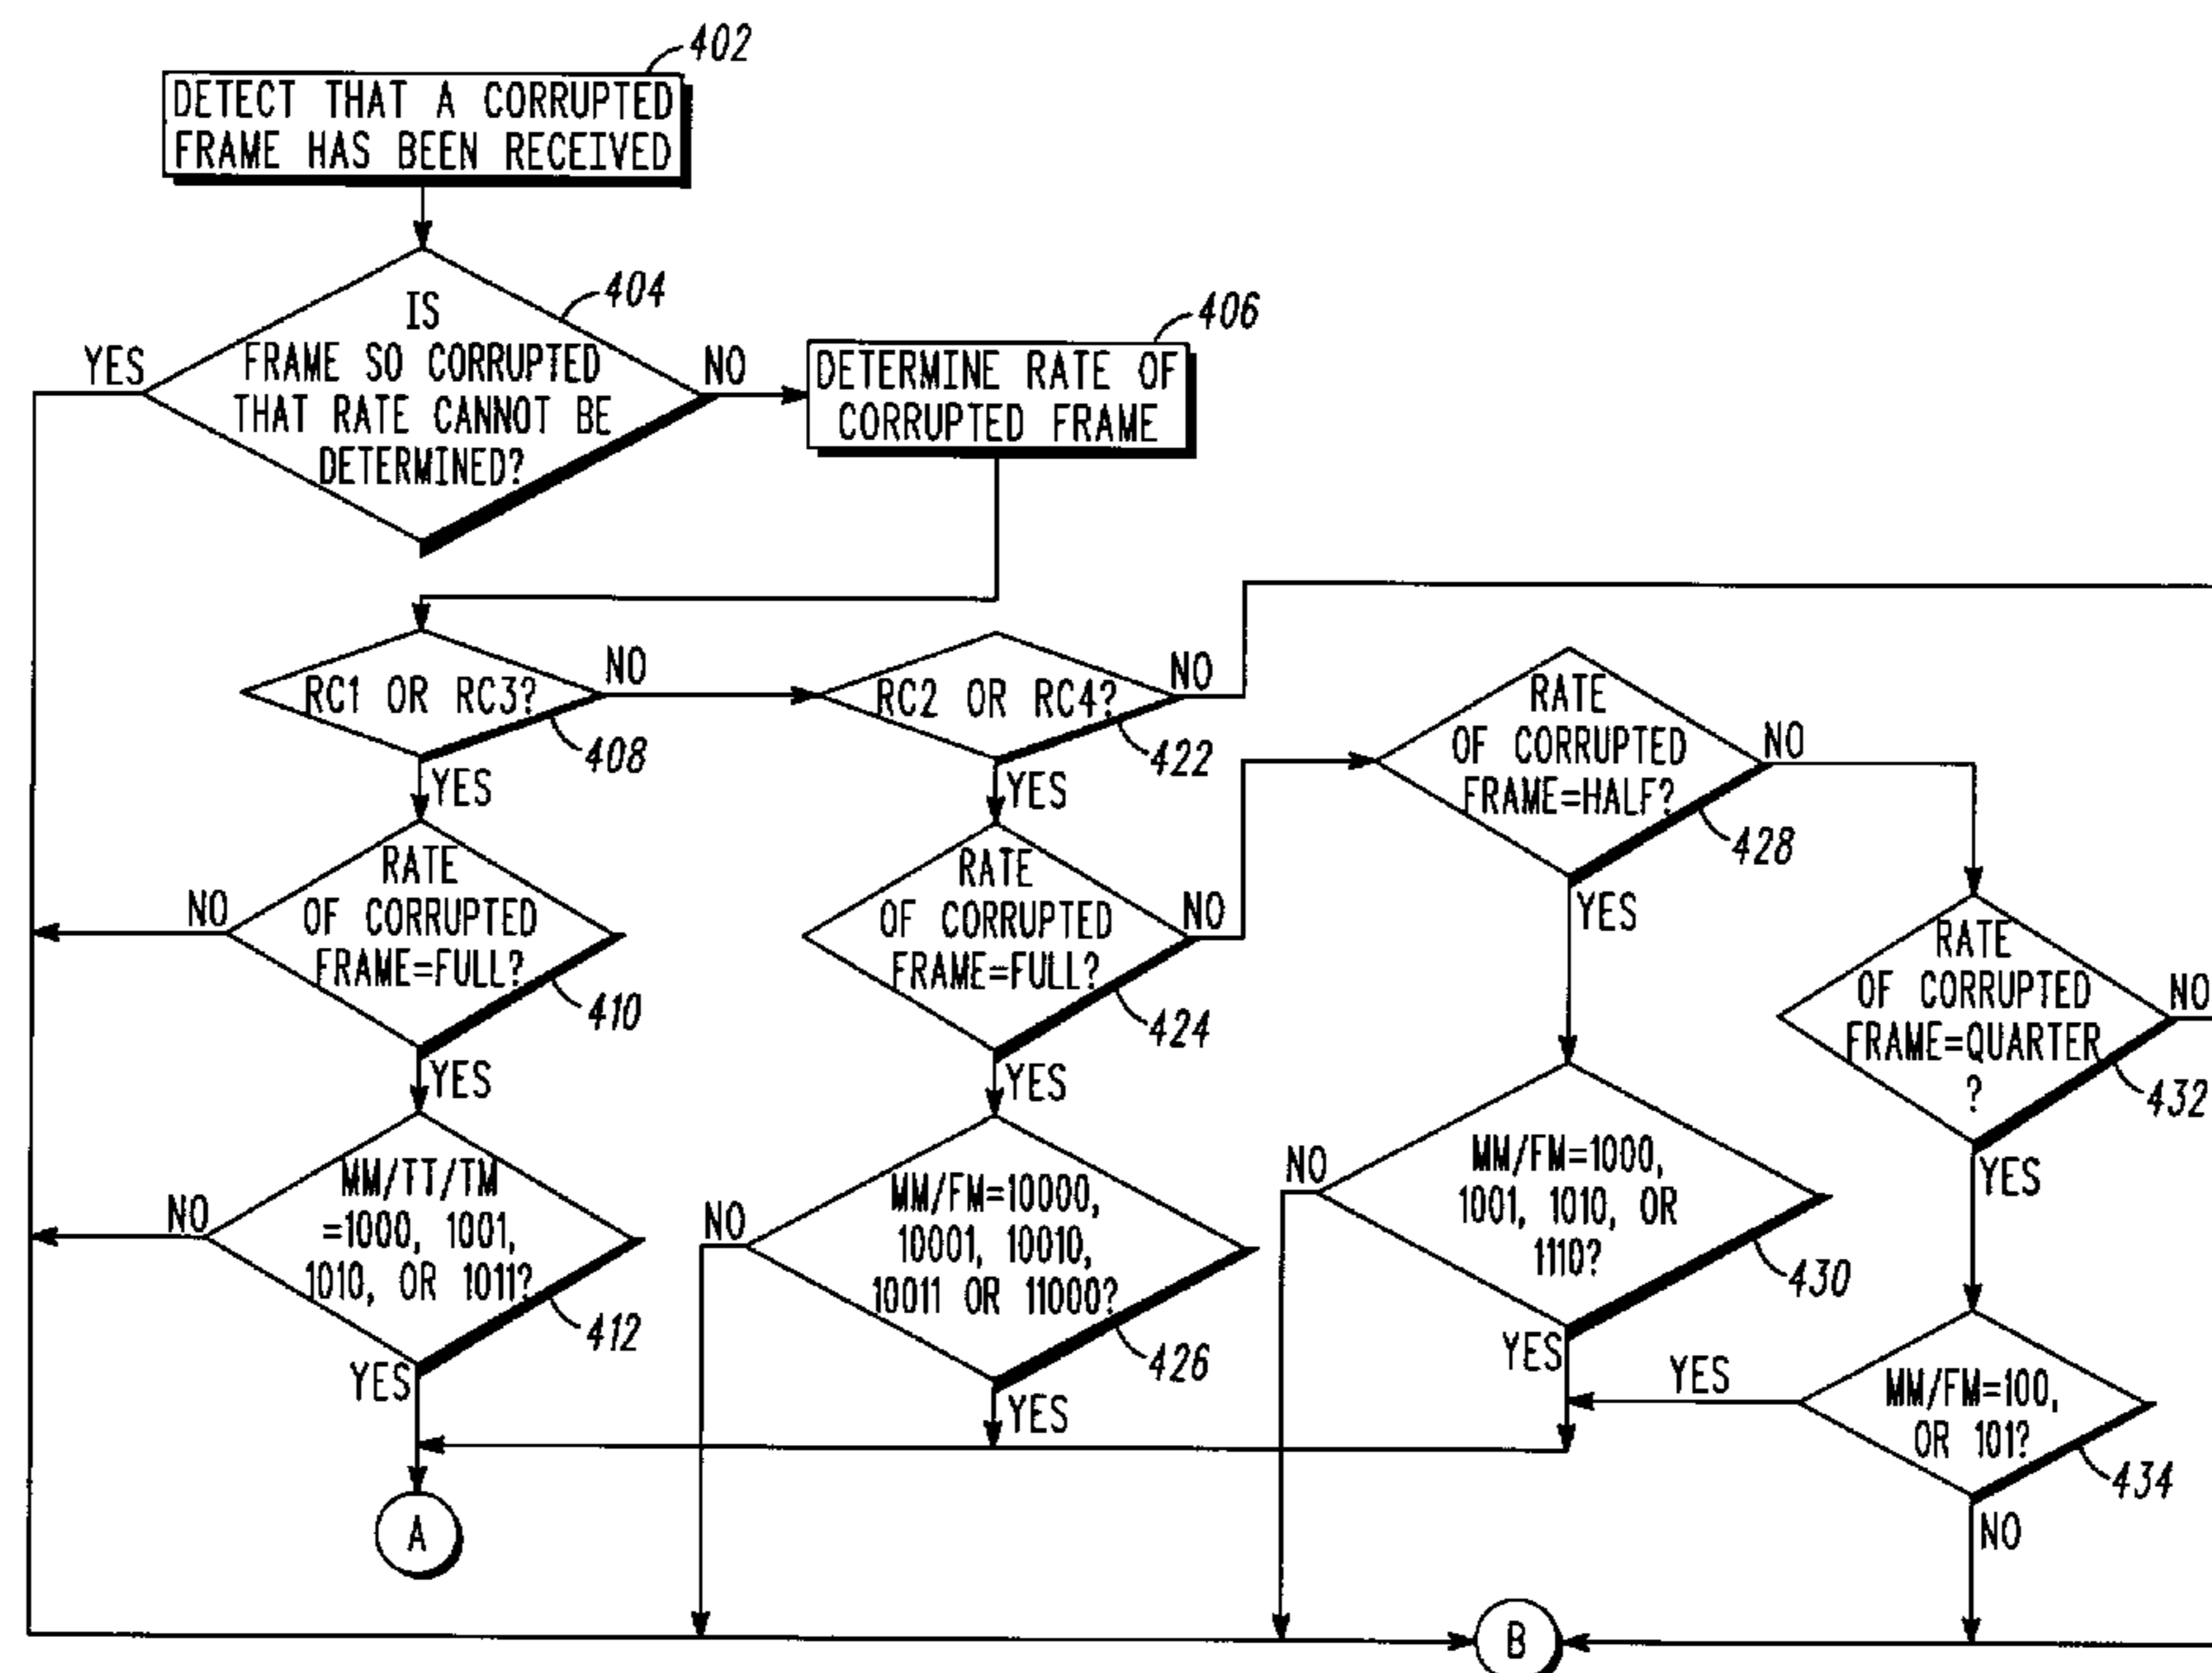 402
DETECT THAT A CORRUPTED
FRAME HAS BEEN RECEIVED
404
IS
FRAME SO CORRUPTED
THAT RATE CANNOT BE
DETERMINED?
YES
NO
406
DETERMINE RATE OF
CORRUPTED FRAME
RC1 OR RC3?
NO
408
YES
RC2 OR RC4?
NO
422
YES
RATE
OF CORRUPTED
FRAME=HALF?
NO
428
YES
RATE
OF CORRUPTED
FRAME=FULL?
NO
410
YES
RATE
OF CORRUPTED
FRAME=FULL?
NO
424
YES
RATE
OF CORRUPTED
FRAME=QUARTER
?
NO
432
YES
MM/TT/TM
=1000, 1001,
1010, OR 1011?
NO
412
YES
MM/FM=10000,
10001, 10010,
10011 OR 11000?
NO
426
YES
MM/FM=1000,
1001, 1010, OR
1110?
NO
430
YES
MM/FM=100,
OR 101?
YES
434
NO
A
B